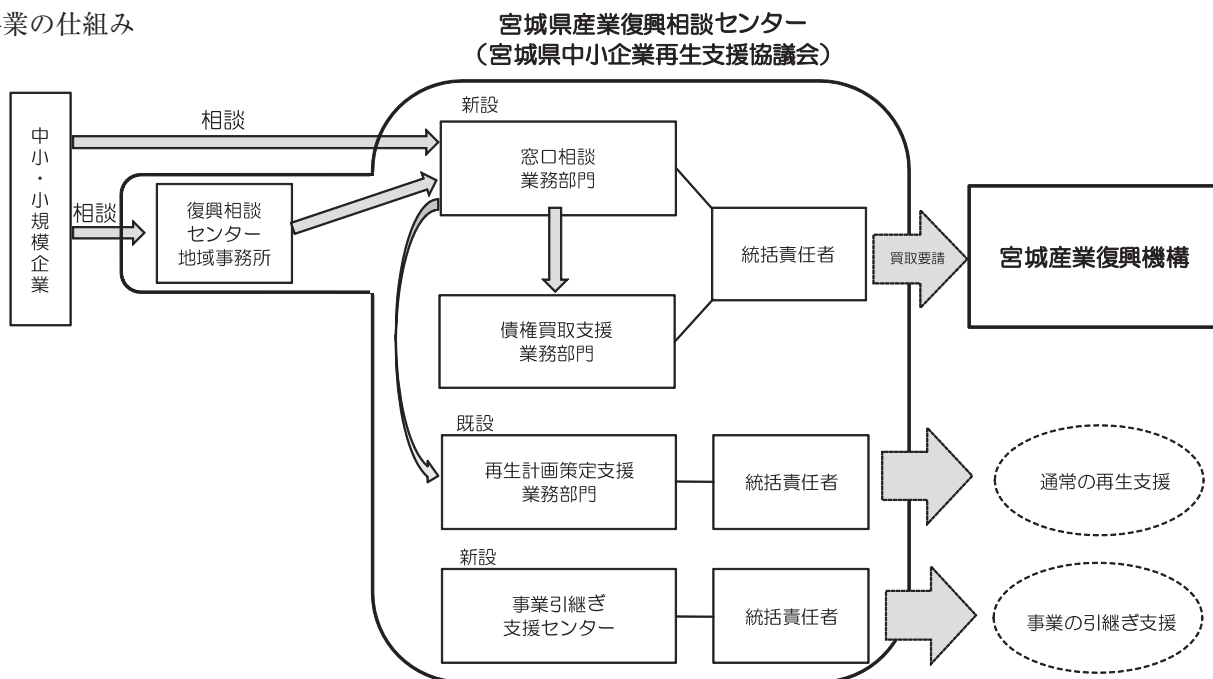 業の仕組み
宮城県産業復興相談センター
（宮城県中小企業再生支援協議会）
中小・小規模企業
相談
相談
復興相談
センター
地域事務所
新設
窓口相談
業務部門
債権買取支援
業務部門
統括責任者
買取要請
宮城産業復興機構
既設
再生計画策定支援
業務部門
統括責任者
通常の再生支援
新設
事業引継ぎ
支援センター
統括責任者
事業の引継ぎ支援